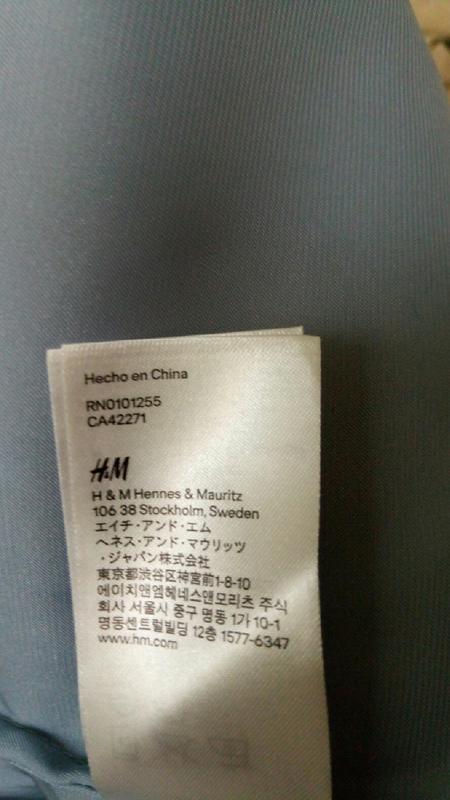 Hecho en China
RN0101255
CA42271
H&M
H & M Hennes & Mauritz
106 38 Stockholm, Sweden
エイチ・アンド・エム
ヘネス・アンド・マウリッツ
・ジャパン株式会社
東京都渋谷区神宮前1-8-10
에이치앤엠헤네스앤모리츠 주식
회사 서울시 중구 명동 1가 10-1
명동센트럴빌딩 12층 1577-6347
www.hm.com